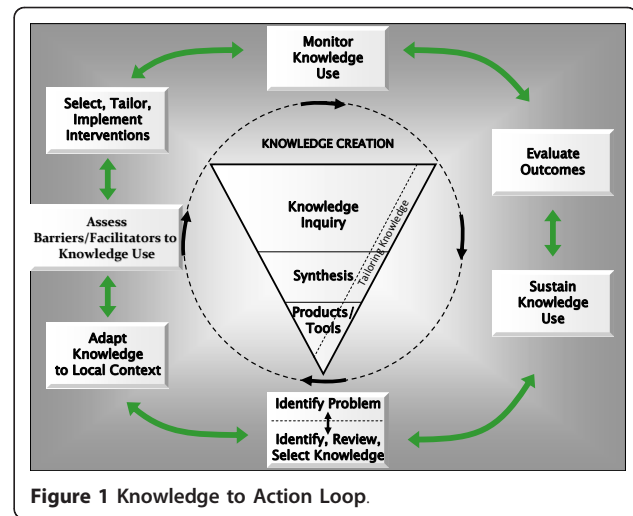 Monitor
Knowledge
Use
Select, Tailor,
Implement
Interventions
KNOWLEDGE CREATION
Evaluate
Outcomes
Knowledge
Inquiry
Tailoring Knowledge
Assess
Barriers/Facilitators to
Knowledge Use
Synthesis
Sustain
Knowledge
Use
Products/
Tools
Adapt
Knowledge
to Local Context
Identify Problem
Identify, Review,
Select Knowledge
Figure 1 Knowledge to Action Loop.